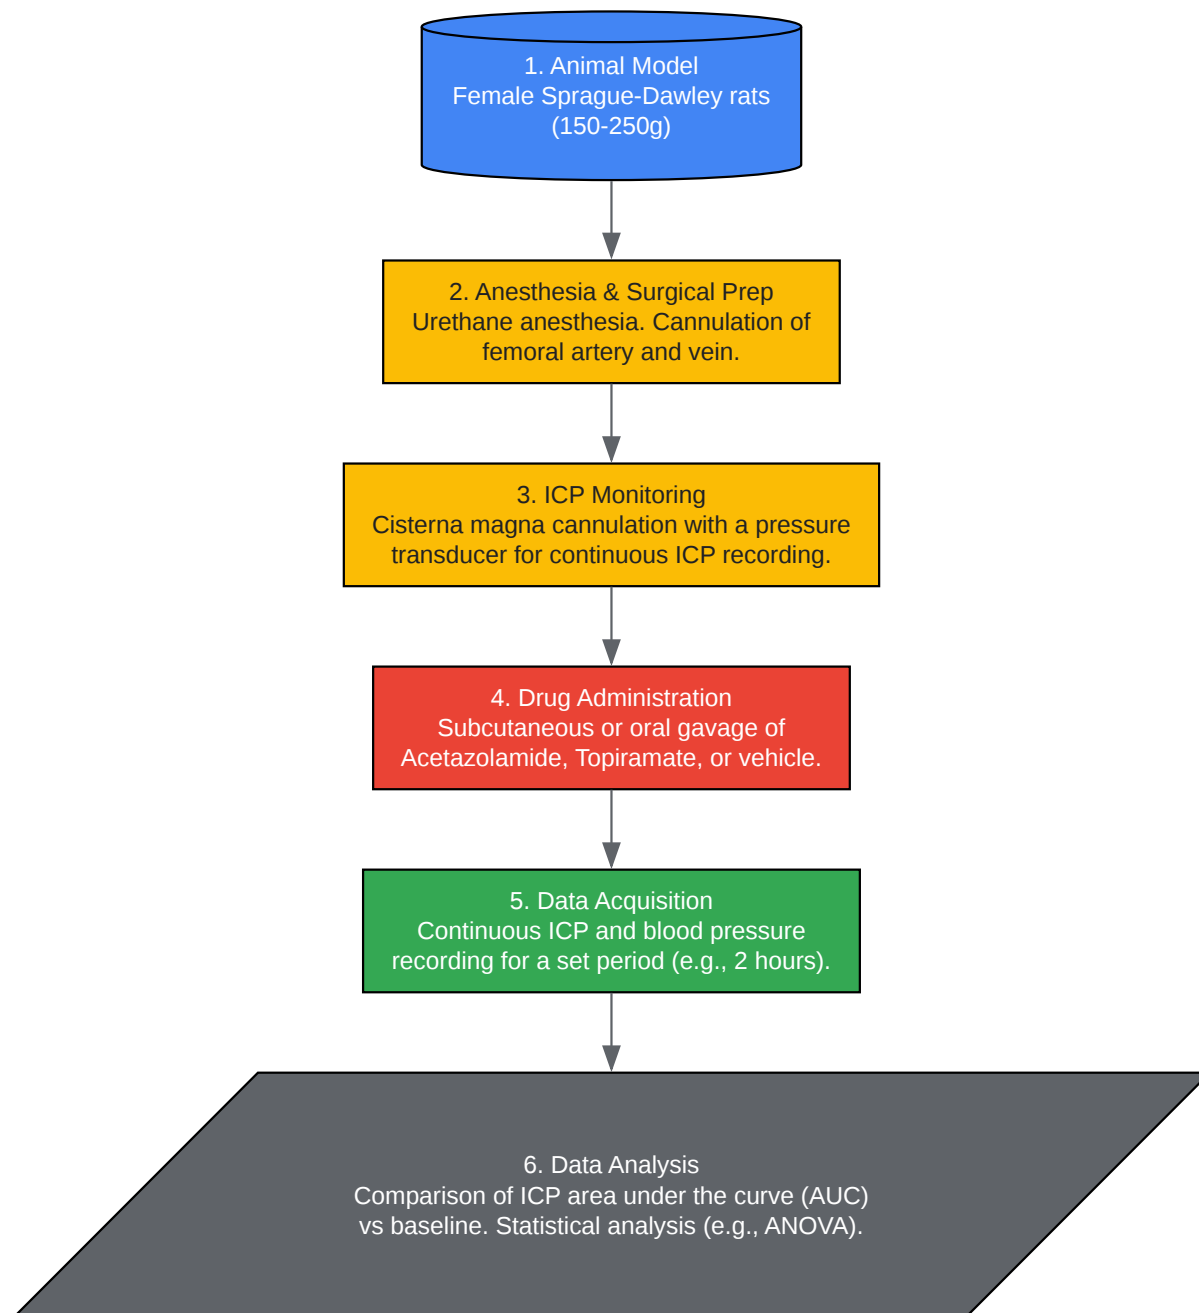 1. Animal Model
Female Sprague-Dawley rats
(150-250g)
2. Anesthesia & Surgical Prep
Urethane anesthesia. Cannulation of
femoral artery and vein.
3. ICP Monitoring
Cisterna magna cannulation with a pressure
transducer for continuous ICP recording.
4. Drug Administration
Subcutaneous or oral gavage of
Acetazolamide, Topiramate, or vehicle.
5. Data Acquisition
Continuous ICP and blood pressure
recording for a set period (e.g., 2 hours).
6. Data Analysis
Comparison of ICP area under the curve (AUC)
vs baseline. Statistical analysis (e.g., ANOVA).